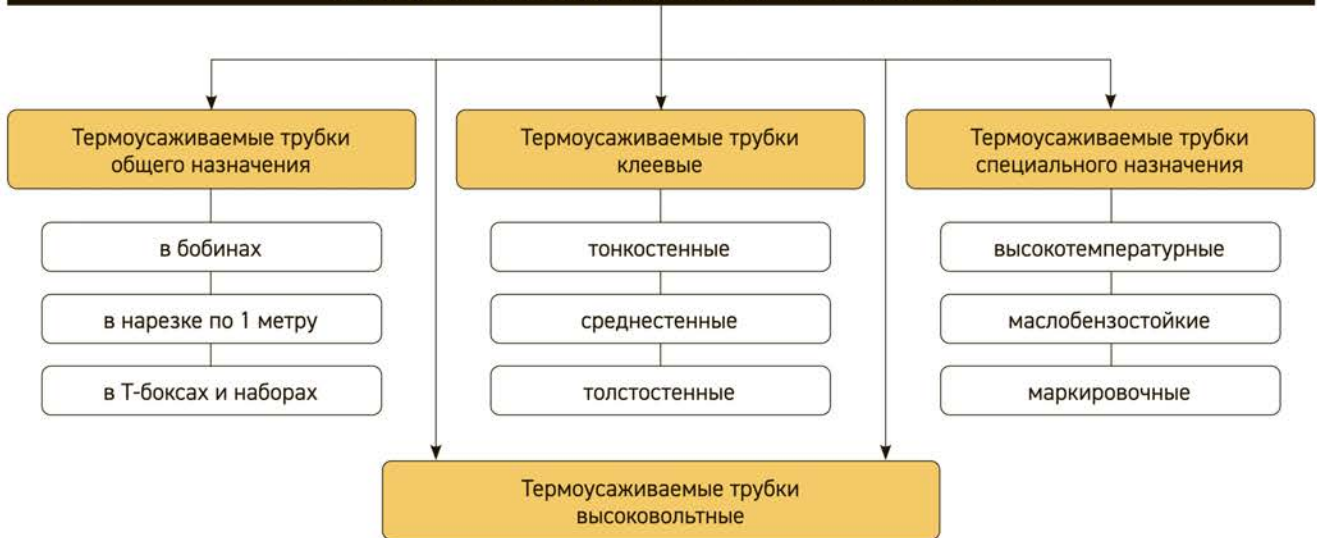 Термоусаживаемые трубки
общего назначения
в бобинах
в нарезке по 1 метру
в Т-боксах и наборах
Термоусаживаемые трубки
клеевые
тонкостенные
среднестенные
толстостенные
Термоусаживаемые трубки
специального назначения
высокотемпературные
маслобензостойкие
маркировочные
Термоусаживаемые трубки
высоковольтные